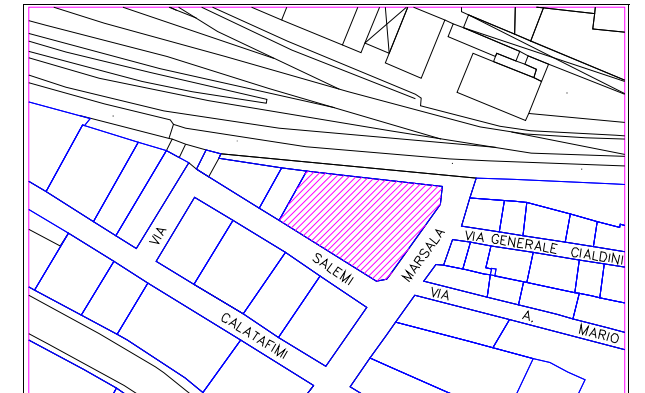 VIA
SALEMI
MARSALA
VIA GENERALE CIALDINI
CALATAFIMI
VIA A. MARIO